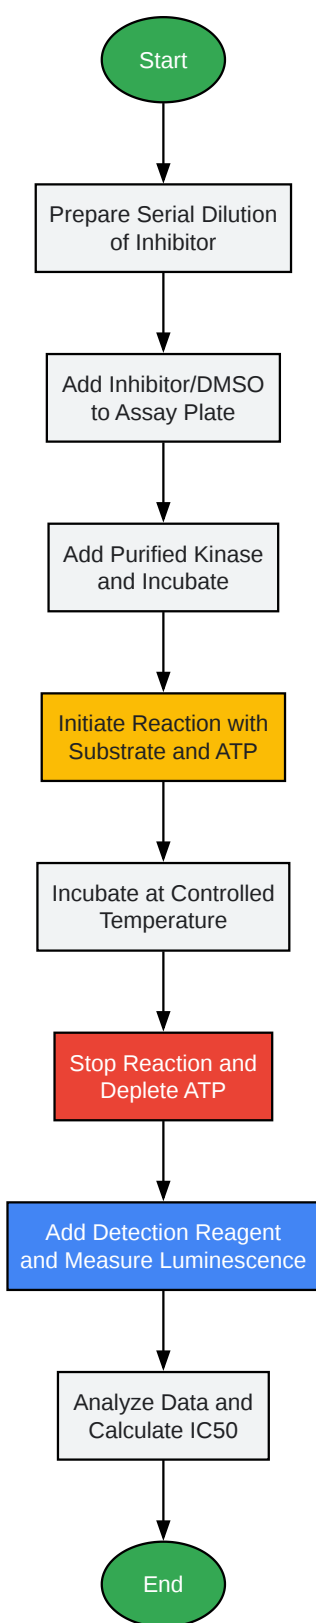 Start
Prepare Serial Dilution
of Inhibitor
Add Inhibitor/DMSO
to Assay Plate
Add Purified Kinase
and Incubate
Initiate Reaction with
Substrate and ATP
Incubate at Controlled
Temperature
Stop Reaction and
Deplete ATP
Add Detection Reagent
and Measure Luminescence
Analyze Data and
Calculate IC50
End